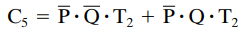 C₅ = P̅·Q̅·T₂ + P̅·Q·T₂